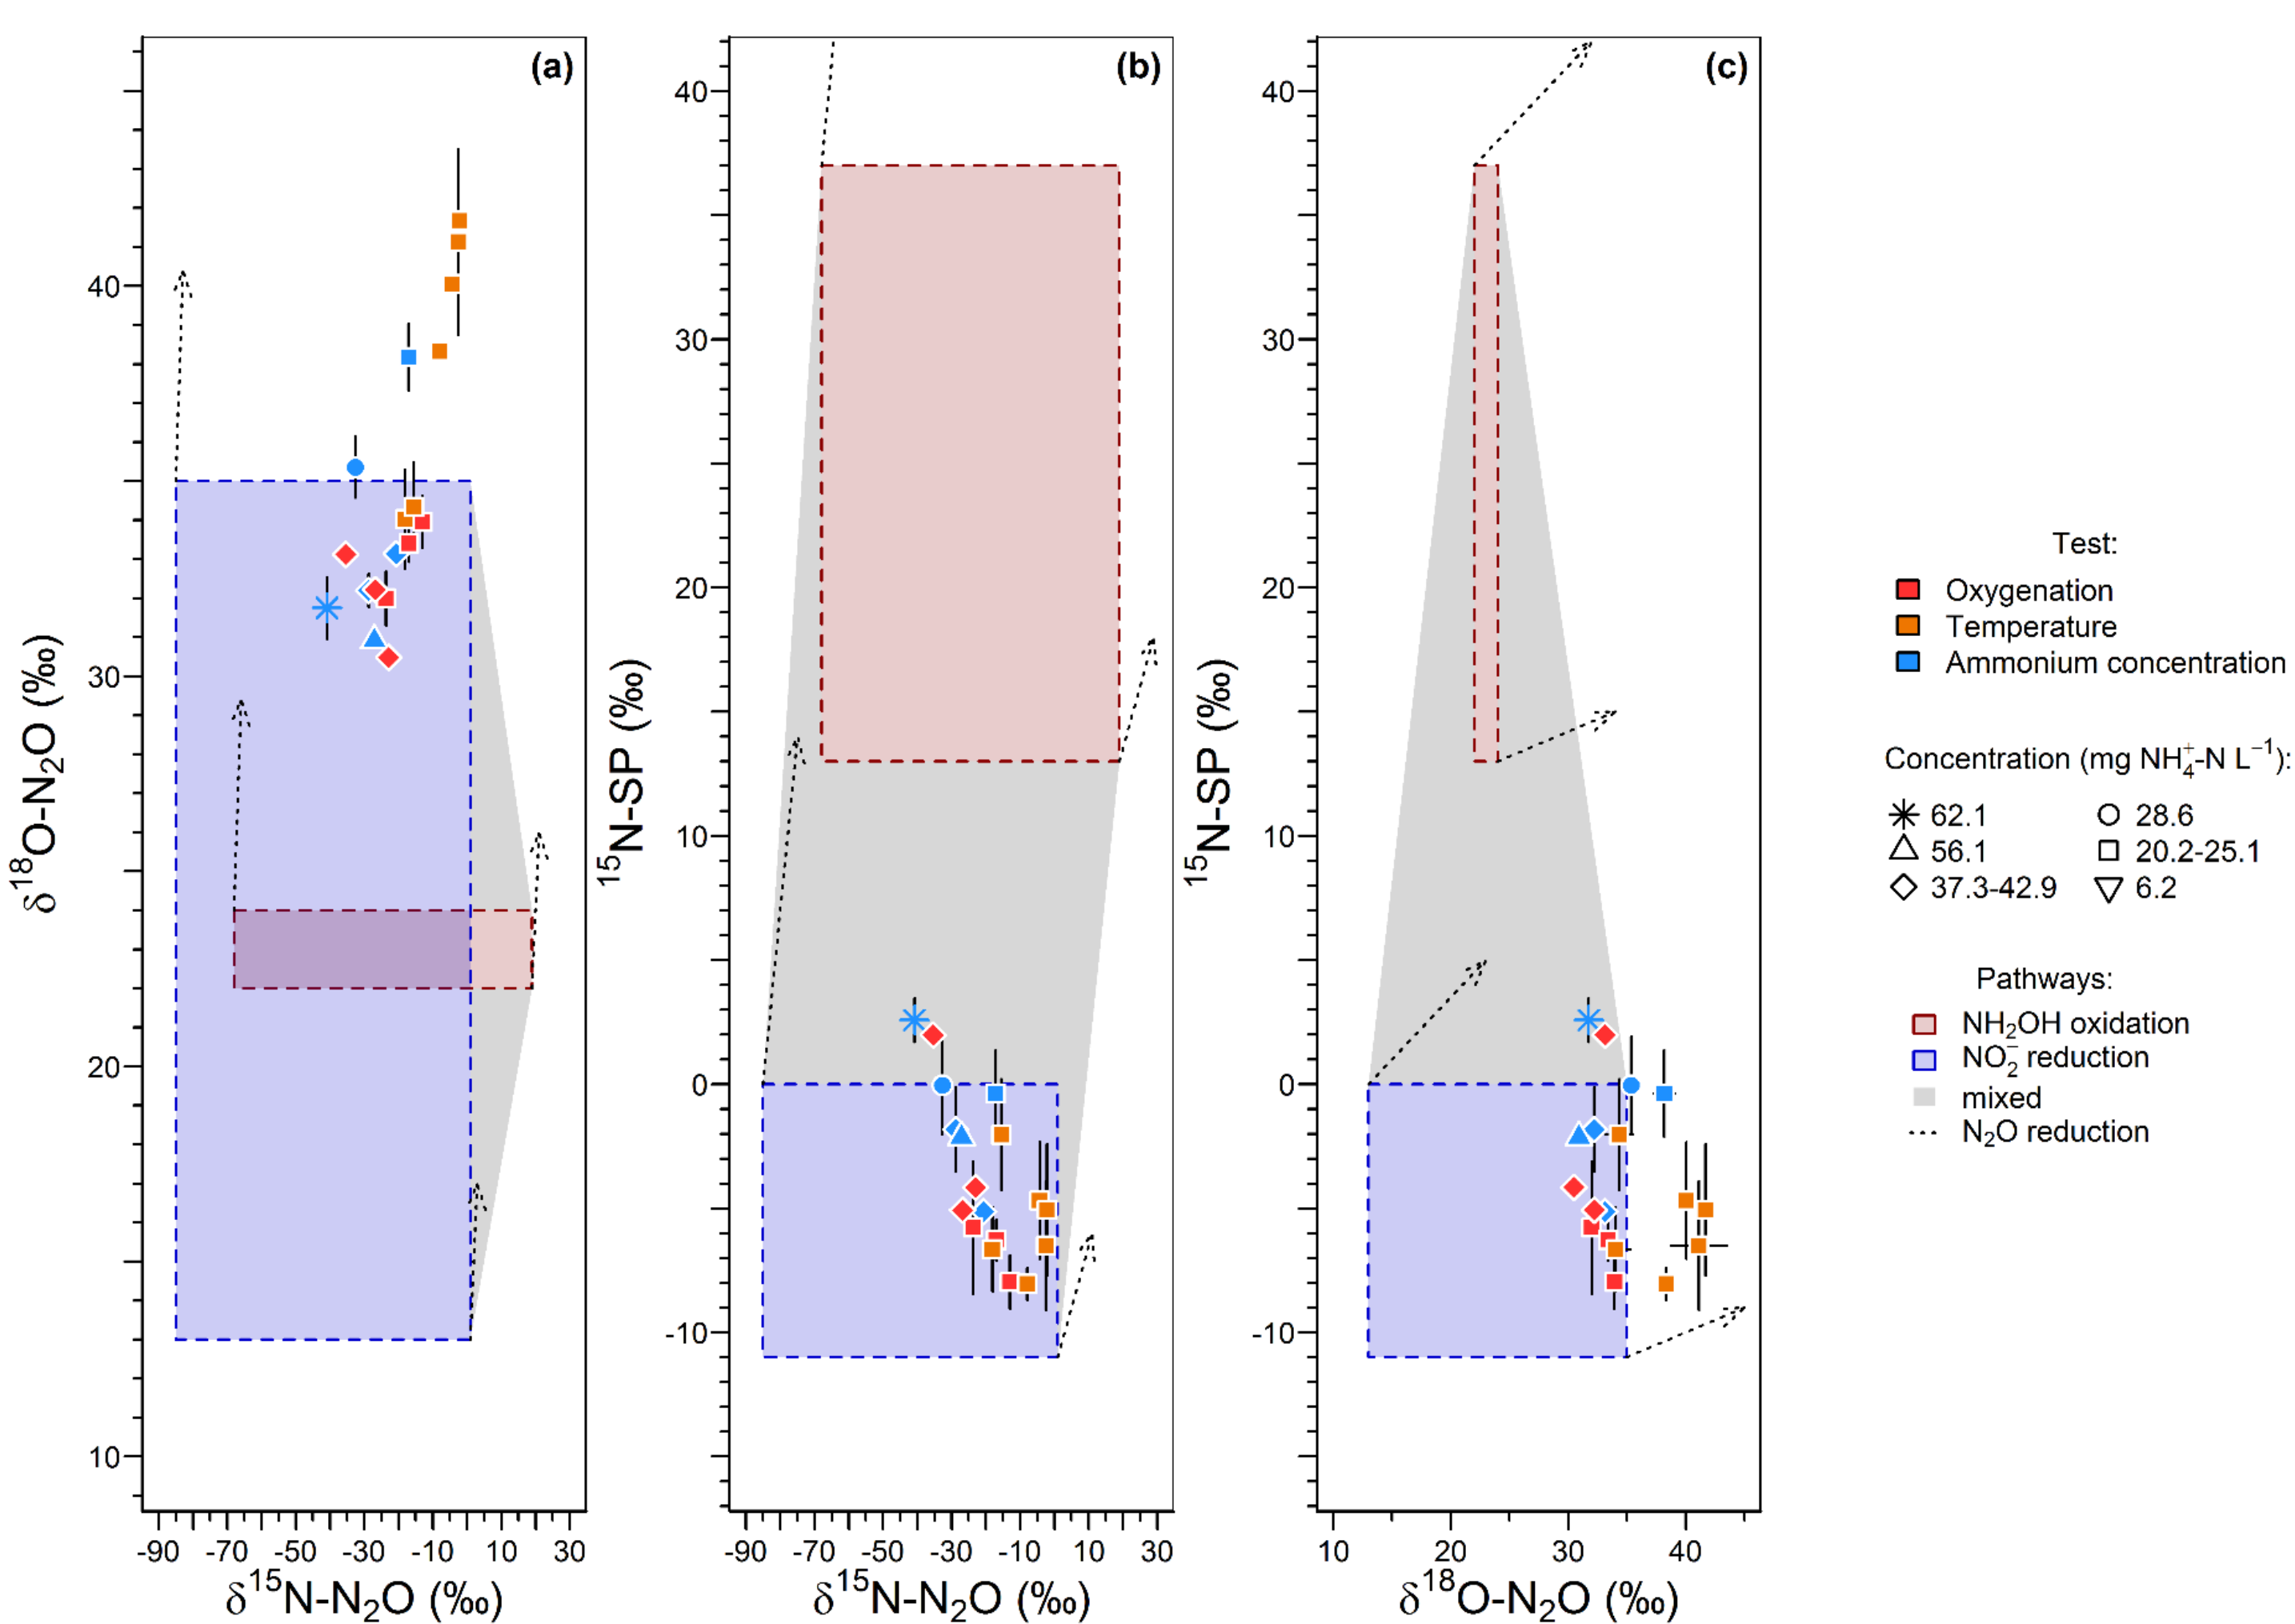 (a)
40
30
20
10
δ18O-N2O (‰)
-90 -70 -50 -30 -10 10 30
δ15N-N2O (‰)
(b)
40
30
20
10
0
-10
15N-SP (‰)
-90 -70 -50 -30 -10 10 30
δ15N-N2O (‰)
(c)
40
30
20
10
0
-10
15N-SP (‰)
10 20 30 40
δ18O-N2O (‰)
Test:
Oxygenation
Temperature
Ammonium concentration
Concentration (mg NH4+-N L−1):
62.1 28.6
56.1 20.2-25.1
37.3-42.9 6.2
Pathways:
NH2OH oxidation
NO2− reduction
mixed
N2O reduction